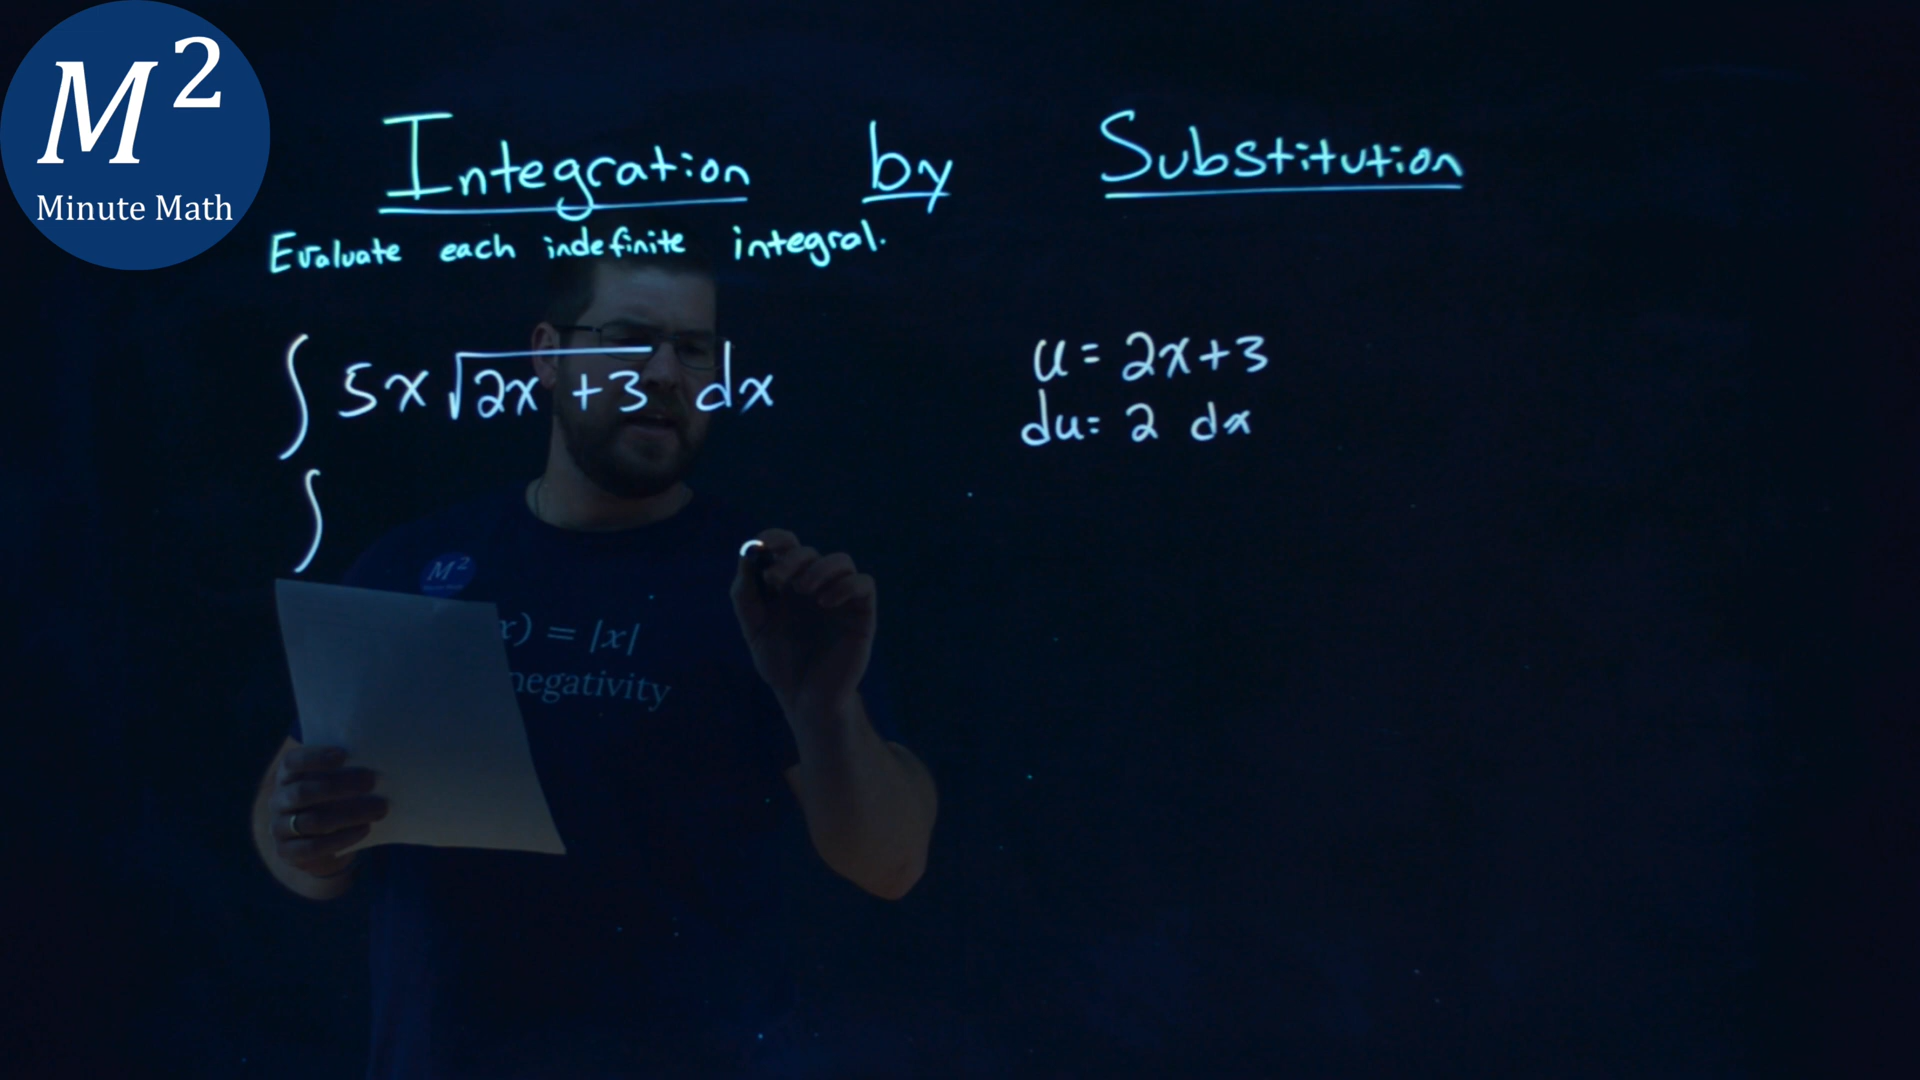 M²
Minute Math
Integration by Substitution
Evaluate each indefinite integral.
∫ 5x √2x + 3 dx
u = 2x+3
du = 2 dx
∫
M²
x) = |x|
negativity